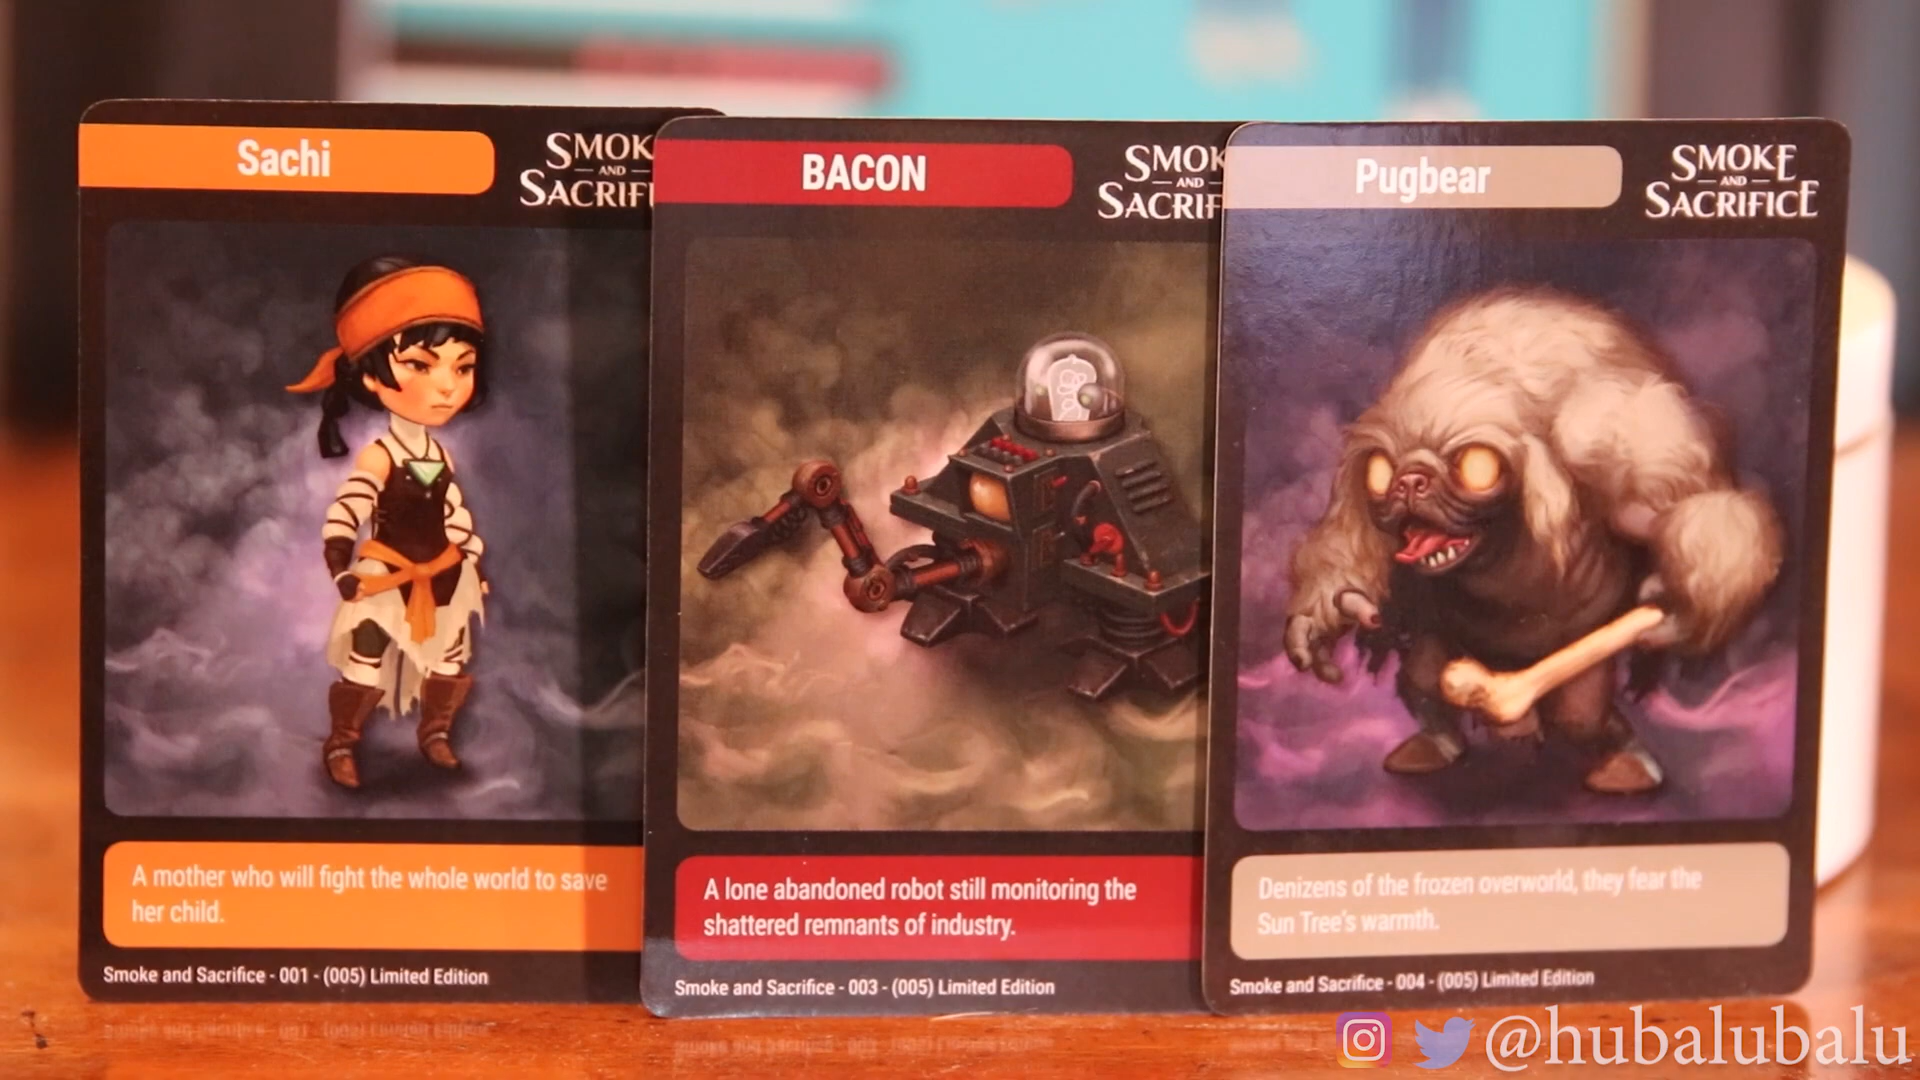 Sachi
SMOK
AND
SACRIF
A mother who will fight the whole world to save
her child.
Smoke and Sacrifice - 001 - (005) Limited Edition
BACON
SMOK
AND
SACRIF
A lone abandoned robot still monitoring the
shattered remnants of industry.
Smoke and Sacrifice - 003 - (005) Limited Edition
Pugbear
SMOKE
AND
SACRIFICE
Denizens of the frozen overworld, they fear the
Sun Tree's warmth.
Smoke and Sacrifice - 004 - (005) Limited Edition
@hubalubalu